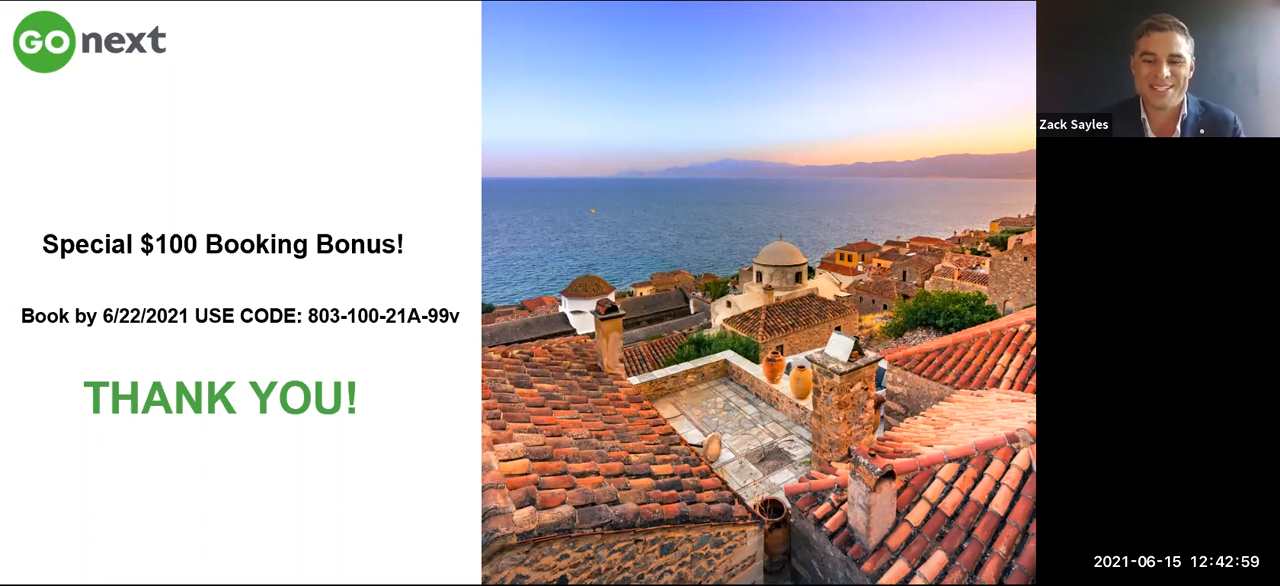 GO next
Special $100 Booking Bonus!
Book by 6/22/2021 USE CODE: 803-100-21A-99v
THANK YOU!
Zack Sayles
2021-06-15 12:42:59